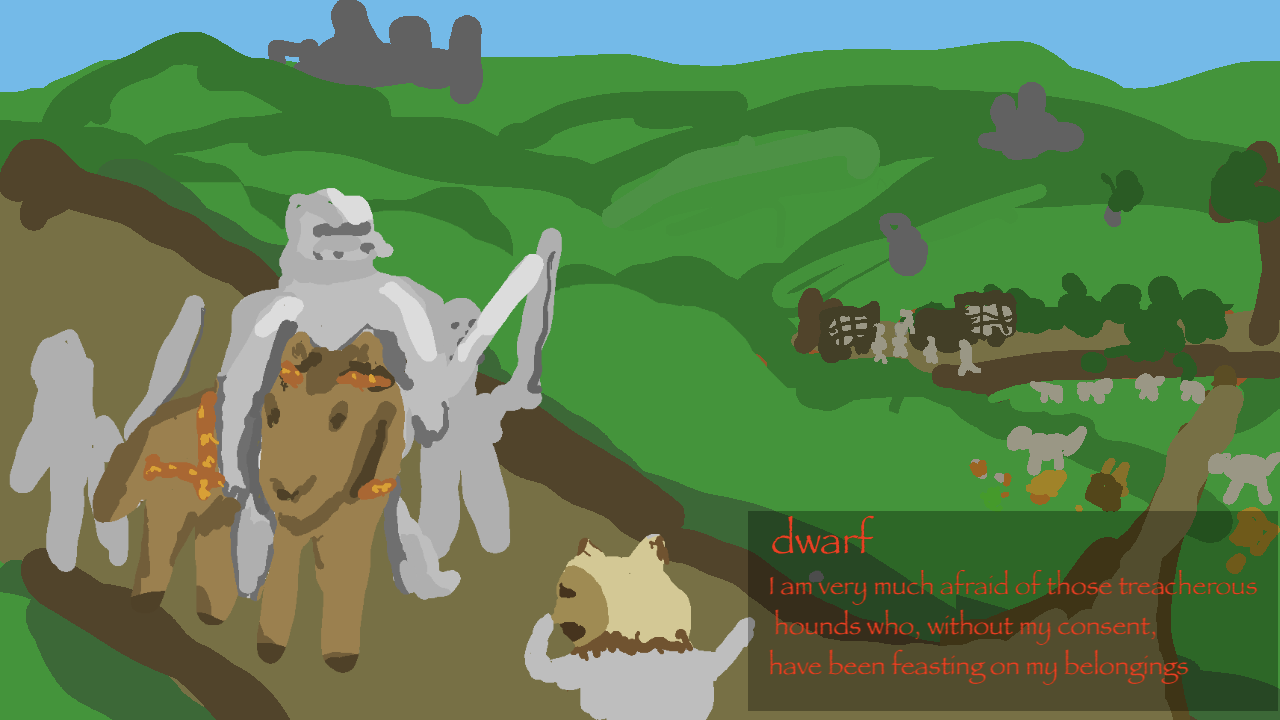 dwarf
I am very much afraid of those treacherous
hounds who, without my consent,
have been feasting on my belongings